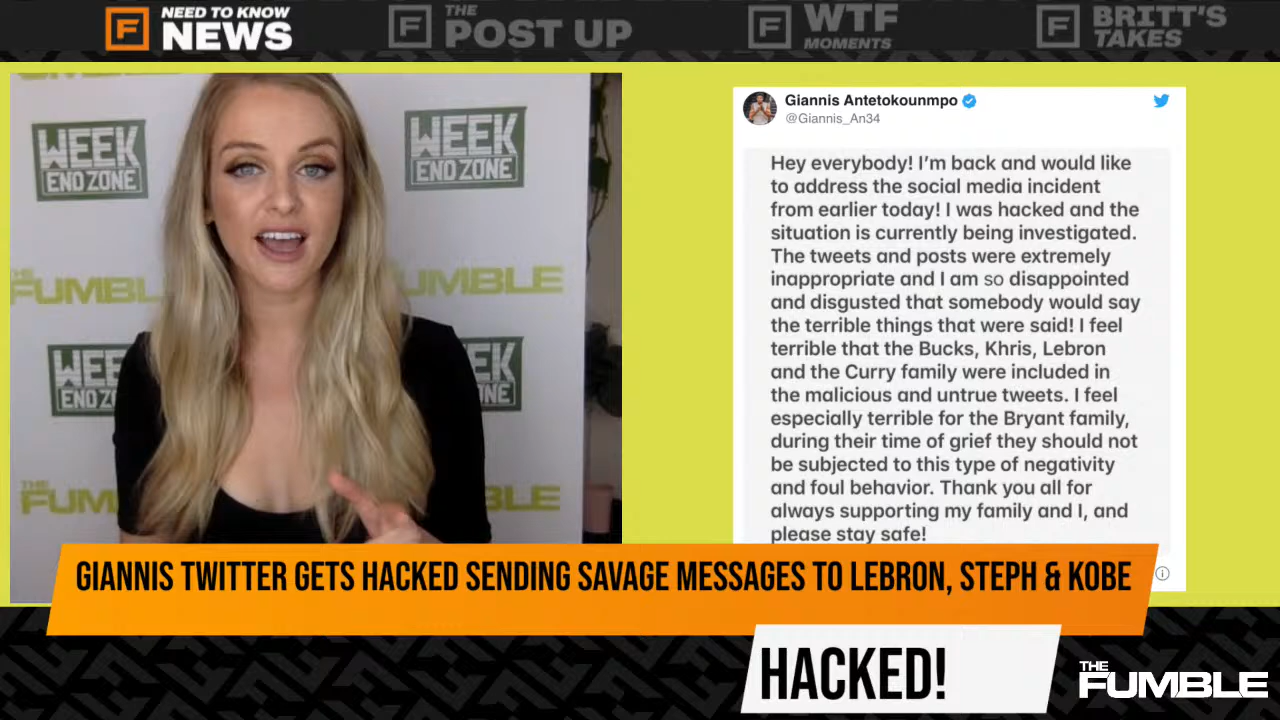 NEED TO KNOW
NEWS
THE
POST UP
WTF
MOMENTS
BRITT'S
TAKES
WEEK
END ZONE
WEEK
END ZONE
THE
FUMBLE
WEEK
END ZONE
THE
FUMBLE
Giannis Antetokounmpo
@Giannis_An34
Hey everybody! I'm back and would like
to address the social media incident
from earlier today! I was hacked and the
situation is currently being investigated.
The tweets and posts were extremely
inappropriate and I am so disappointed
and disgusted that somebody would say
the terrible things that were said! I feel
terrible that the Bucks, Khris, Lebron
and the Curry family were included in
the malicious and untrue tweets. I feel
especially terrible for the Bryant family,
during their time of grief they should not
be subjected to this type of negativity
and foul behavior. Thank you all for
always supporting my family and I, and
please stay safe!
GIANNIS TWITTER GETS HACKED SENDING SAVAGE MESSAGES TO LEBRON, STEPH & KOBE
HACKED!
THE
FUMBLE